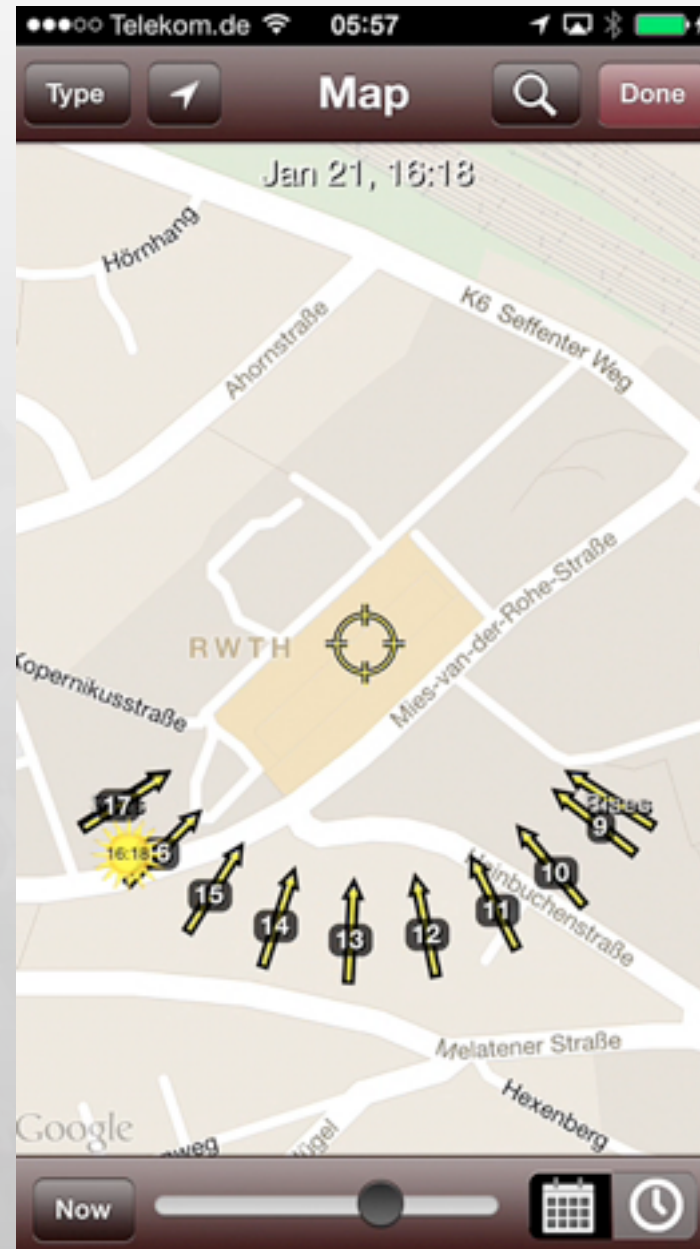 Telekom.de 05:57
Type Map Done
Jan 21, 16:18
Hörnhang
K6 Seffenter Weg
Ahornstraße
RWTH
Mies-van-der-Rohe-Straße
Kopernikusstraße
17
9
16:18
10
15
11
14
13
12
Hainbuchenstraße
Melatener Straße
Hexenberg
Google
Now